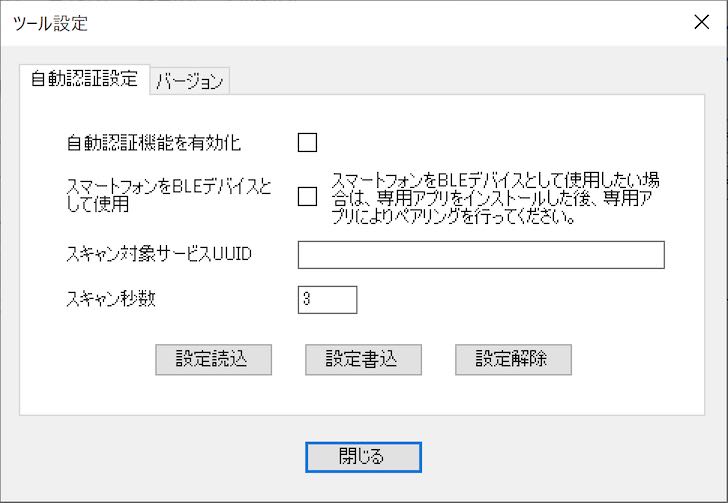 ツール設定
自動認証設定
バージョン
自動認証機能を有効化
スマートフォンをBLEデバイスと
して使用
スマートフォンをBLEデバイスとして使用したい場
合は、専用アプリをインストールした後、専用ア
プリによりペアリングを行ってください。
スキャン対象サービスUUID
スキャン秒数
3
設定読込
設定書込
設定解除
閉じる